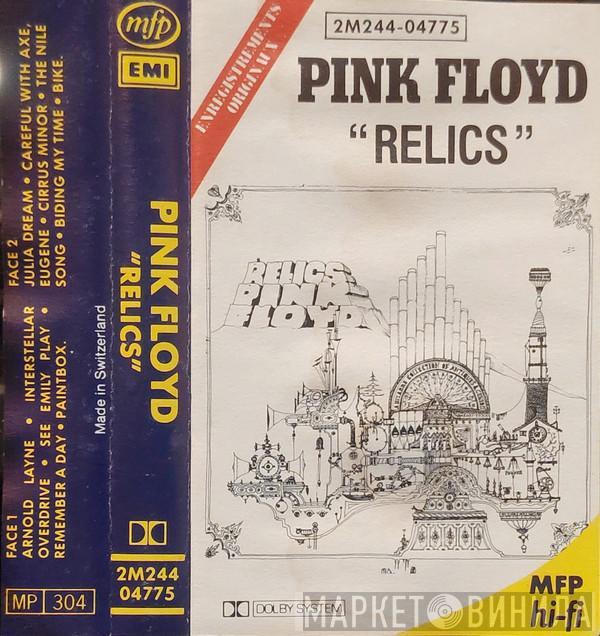 FACE 1
ARNOLD LAYNE • INTERSTELLAR
OVERDRIVE • SEE EMILY PLAY •
REMEMBER A DAY • PAINTBOX.
FACE 2
JULIA DREAM • CAREFUL WITH AXE,
EUGENE • CIRRUS MINOR • THE NILE
SONG • BIDING MY TIME • BIKE.
MP 304
mfp
EMI
PINK FLOYD
"RELICS"
Made in Switzerland
2M244
04775
ENREGISTREMENTS
ORIGINAUX
2M244-04775
PINK FLOYD
"RELICS"
RELICS
PINK
FLOYD
COLLECTION OF
DOLBY SYSTEM
MFP
hi-fi
МАРКЕТ ВИНИЛА